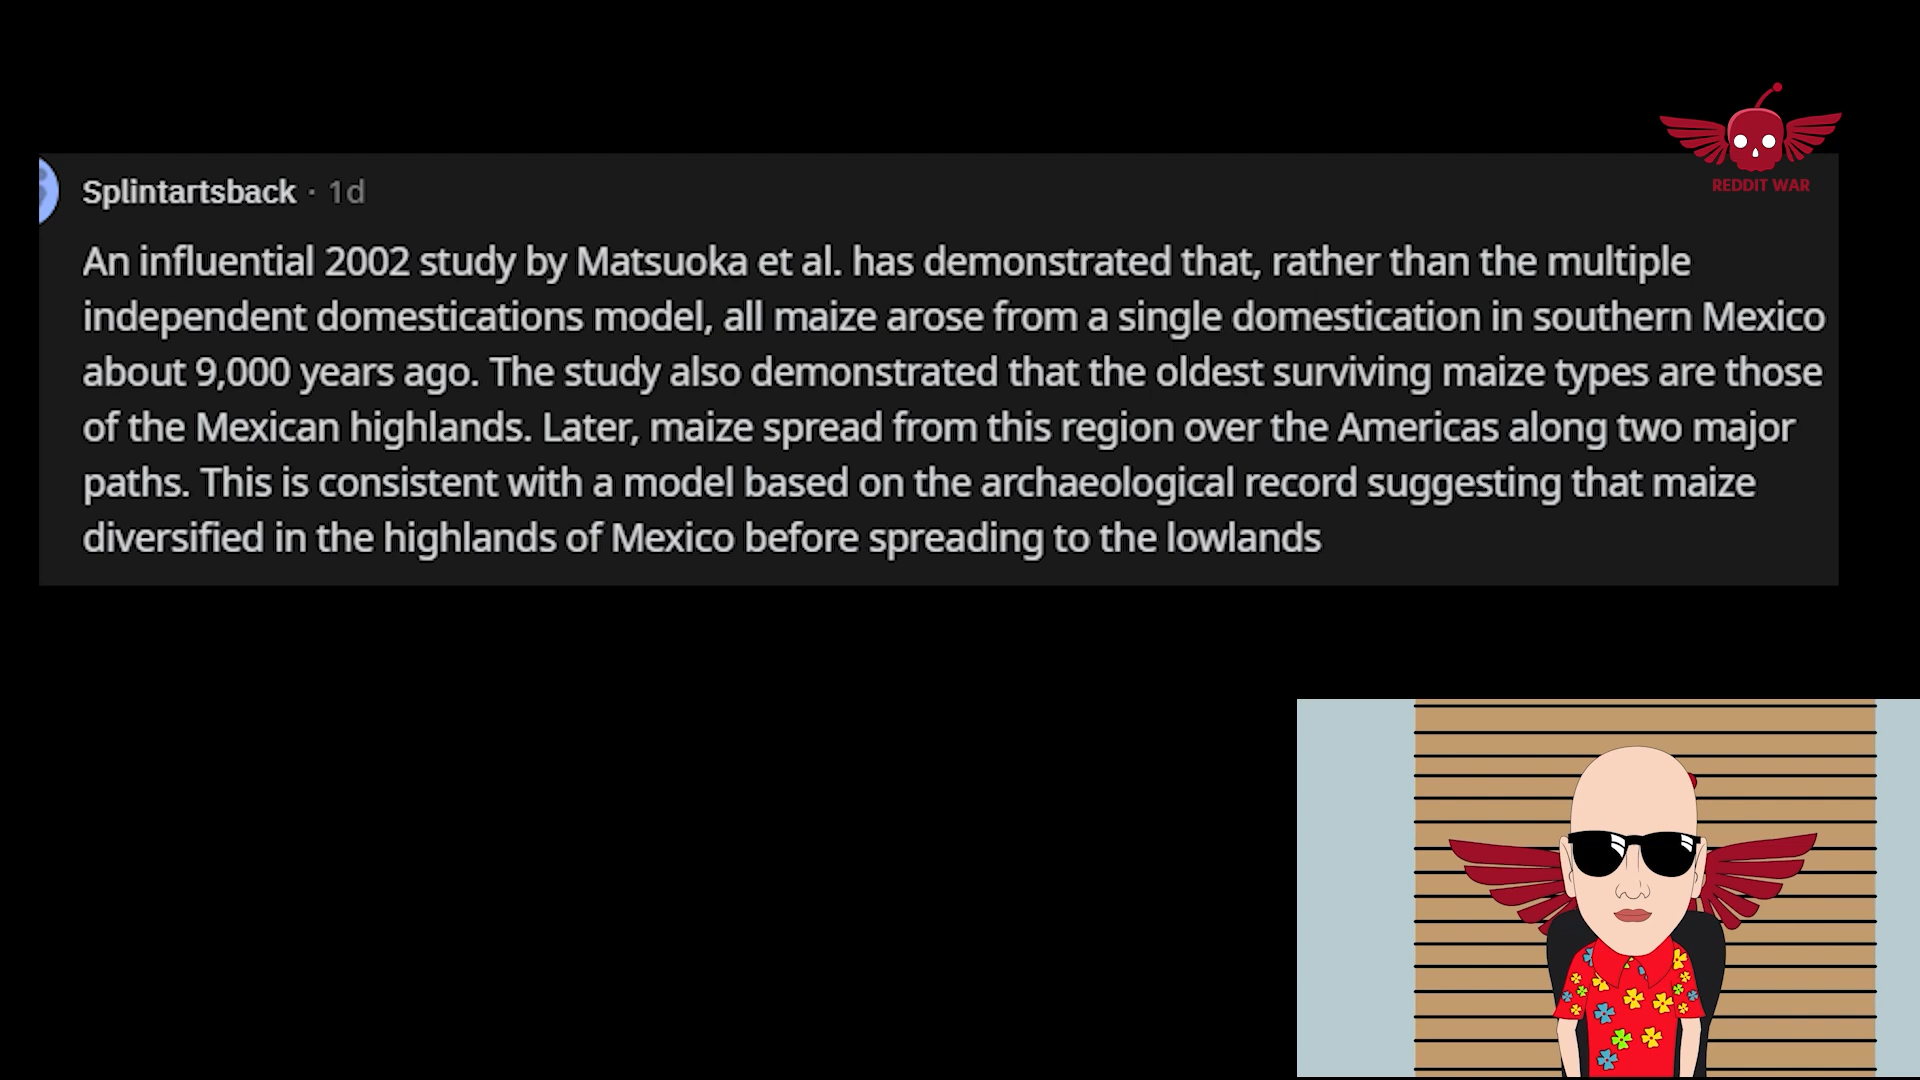 REDDIT WAR
Splintartsback · 1d
An influential 2002 study by Matsuoka et al. has demonstrated that, rather than the multiple
independent domestications model, all maize arose from a single domestication in southern Mexico
about 9,000 years ago. The study also demonstrated that the oldest surviving maize types are those
of the Mexican highlands. Later, maize spread from this region over the Americas along two major
paths. This is consistent with a model based on the archaeological record suggesting that maize
diversified in the highlands of Mexico before spreading to the lowlands